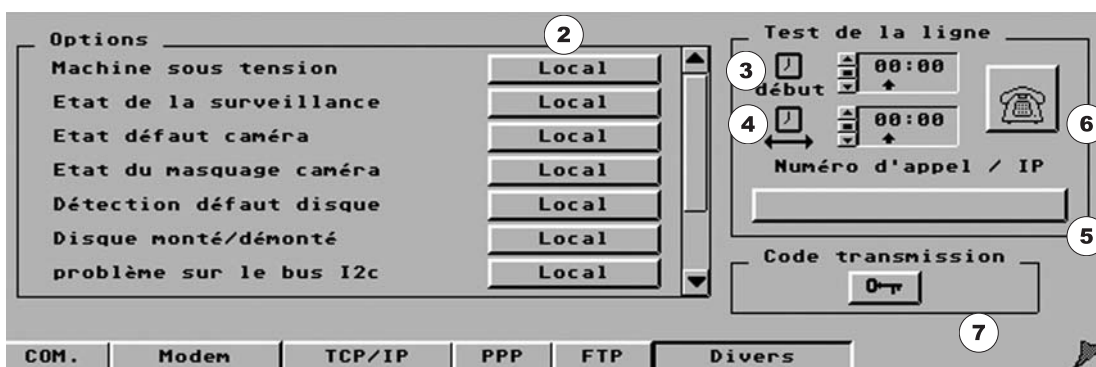 Options
2
Machine sous tension Local
Etat de la surveillance Local
Etat défaut caméra Local
Etat du masquage caméra Local
Détection défaut disque Local
Disque monté/démonté Local
problème sur le bus I2c Local
Test de la ligne
3
début
00:00
4
00:00
6
Numéro d'appel / IP
5
Code transmission
7
COM. Modem TCP/IP PPP FTP Divers